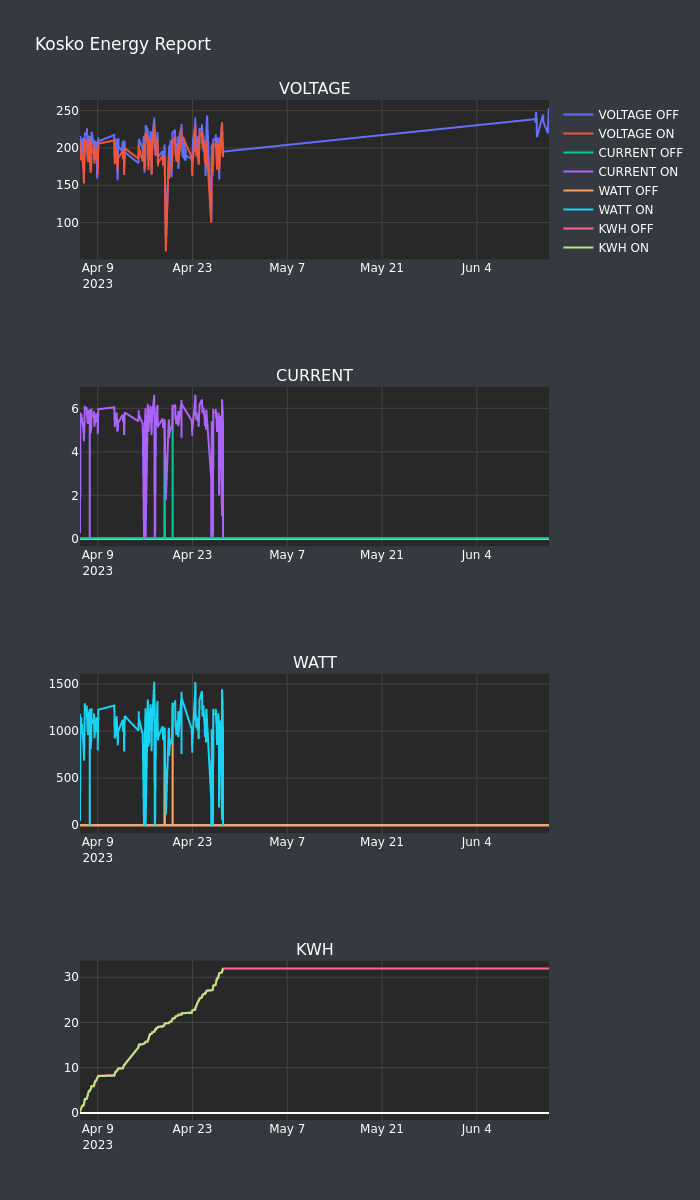 Kosko Energy Report
VOLTAGE
250
200
150
100
Apr 9
2023
Apr 23
May 7
May 21
Jun 4
VOLTAGE OFF
VOLTAGE ON
CURRENT OFF
CURRENT ON
WATT OFF
WATT ON
KWH OFF
KWH ON
CURRENT
6
4
2
0
Apr 9
2023
Apr 23
May 7
May 21
Jun 4
WATT
1500
1000
500
0
Apr 9
2023
Apr 23
May 7
May 21
Jun 4
KWH
30
20
10
0
Apr 9
2023
Apr 23
May 7
May 21
Jun 4